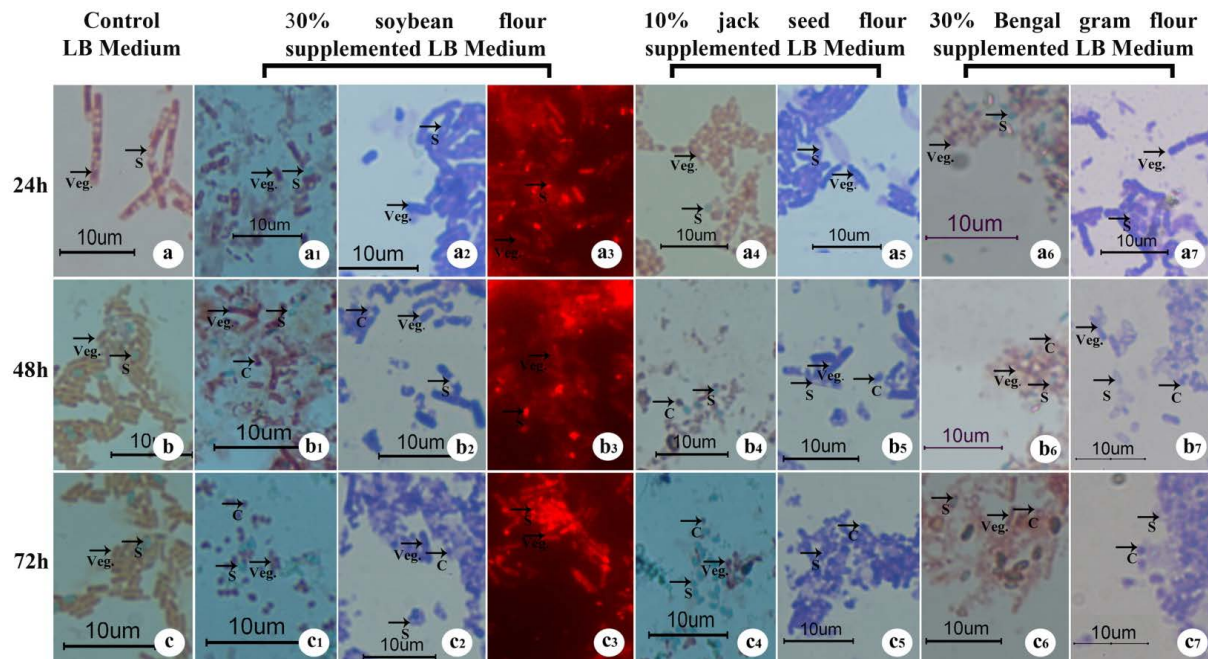 Control
LB Medium
30% soybean flour
supplemented LB Medium
10% jack seed flour
supplemented LB Medium
30% Bengal gram flour
supplemented LB Medium
24h
Veg.
S
10um
a
Veg.
S
10um
a1
S
Veg.
10um
a2
S
Veg.
a3
Veg.
S
10um
a4
S
Veg.
10um
a5
S
Veg.
10um
a6
Veg.
S
10um
a7
48h
Veg.
S
10um
b
Veg.
S
C
10um
b1
C
Veg.
S
10um
b2
Veg.
S
b3
C
S
10um
b4
Veg.
S
C
10um
b5
C
Veg.
S
10um
b6
Veg.
S
C
10um
b7
72h
Veg.
S
10um
c
C
S
Veg.
10um
c1
Veg.
C
S
10um
c2
S
Veg.
c3
C
Veg.
S
10um
c4
C
S
10um
c5
S
Veg.
C
10um
c6
S
C
10um
c7